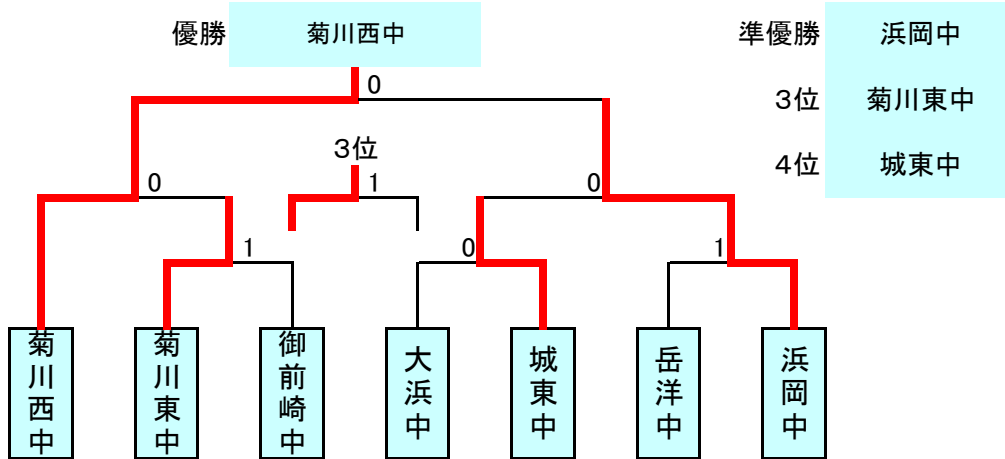 優勝 菊川西中 準優勝 浜岡中
0
3位 菊川東中
3位
4位 城東中
0 1 0
1 0 1
菊川西中
菊川東中
御前崎中
大浜中
城東中
岳洋中
浜岡中